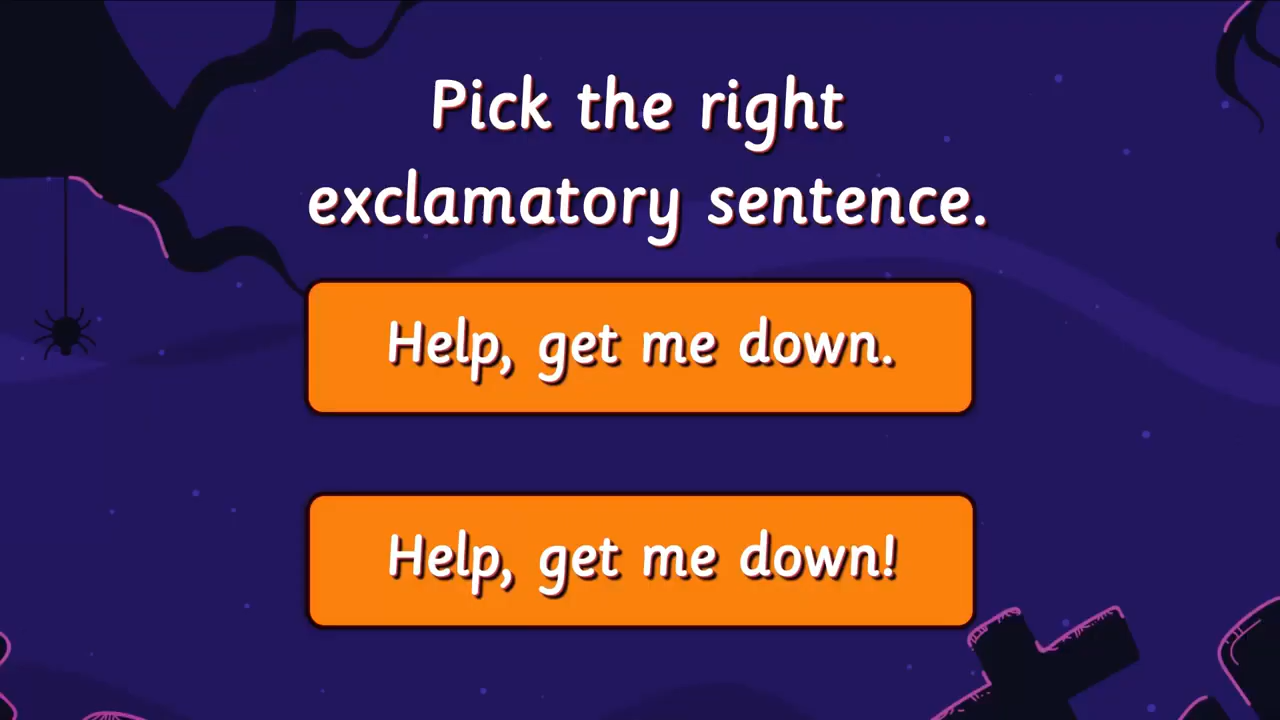 Pick the right
exclamatory sentence.
Help, get me down.
Help, get me down!